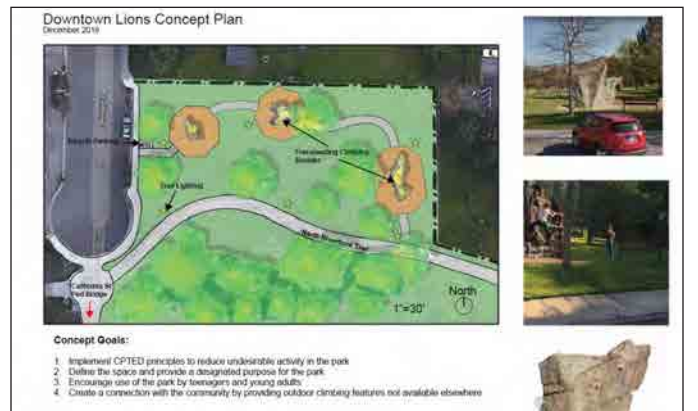 Downtown Lions Concept Plan
December 2019
Bicycle Parking
Freestanding Climbing
Boulder
Trail Lighting
North Riverfront Trail
California St
Ped Bridge
North
1"=30'
Concept Goals:
1. Implement CPTED principles to reduce undesirable activity in the park
2. Define the space and provide a designated purpose for the park
3. Encourage use of the park by teenagers and young adults
4. Create a connection with the community by providing outdoor climbing features not available elsewhere